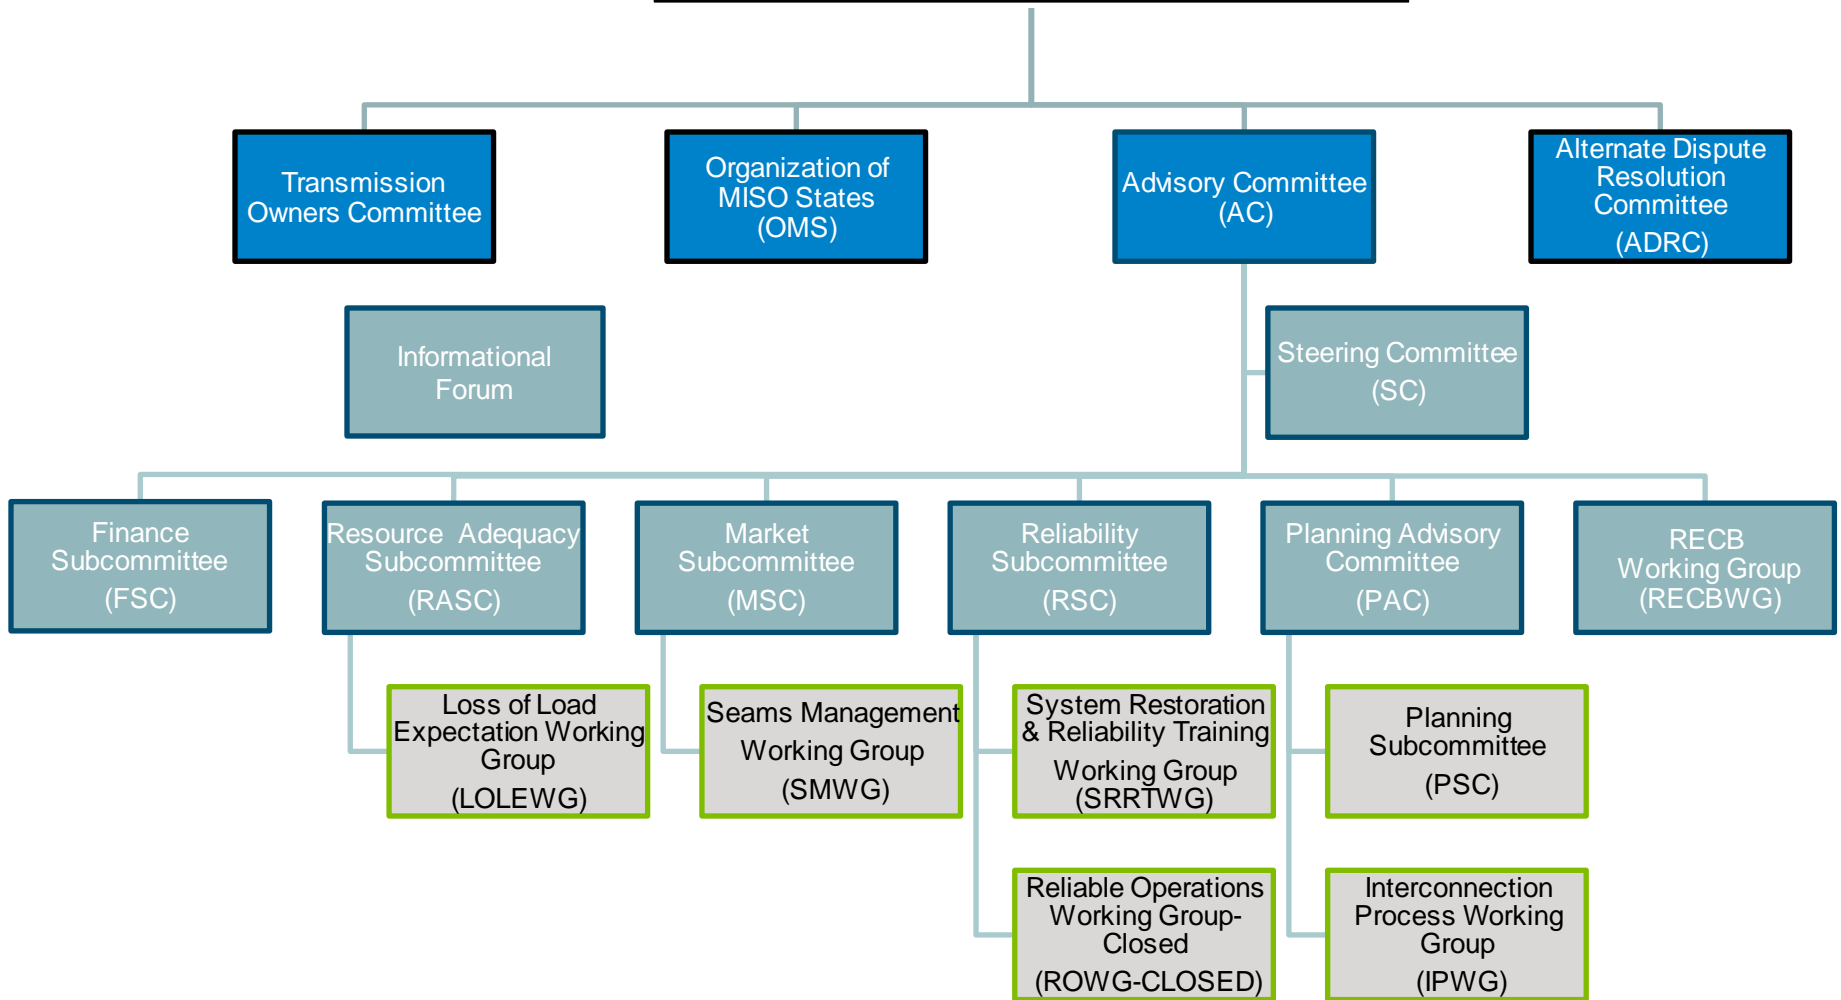 Transmission
Owners Committee
Organization of
MISO States
(OMS)
Advisory Committee
(AC)
Alternate Dispute
Resolution
Committee
(ADRC)
Informational
Forum
Steering Committee
(SC)
Finance
Subcommittee
(FSC)
Resource Adequacy
Subcommittee
(RASC)
Market
Subcommittee
(MSC)
Reliability
Subcommittee
(RSC)
Planning Advisory
Committee
(PAC)
RECB
Working Group
(RECBWG)
Loss of Load
Expectation Working
Group
(LOLEWG)
Seams Management
Working Group
(SMWG)
System Restoration
& Reliability Training
Working Group
(SRRTWG)
Planning
Subcommittee
(PSC)
Reliable Operations
Working Group-
Closed
(ROWG-CLOSED)
Interconnection
Process Working
Group
(IPWG)